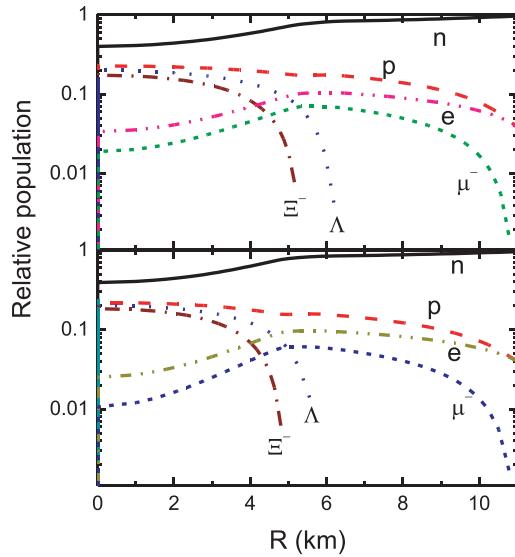 1
n
p
0.1
e
0.01
μ⁻
Ξ⁻
Λ
Relative population
1
n
p
0.1
e
0.01
μ⁻
Λ
Ξ⁻
0 2 4 6 8 10
R (km)